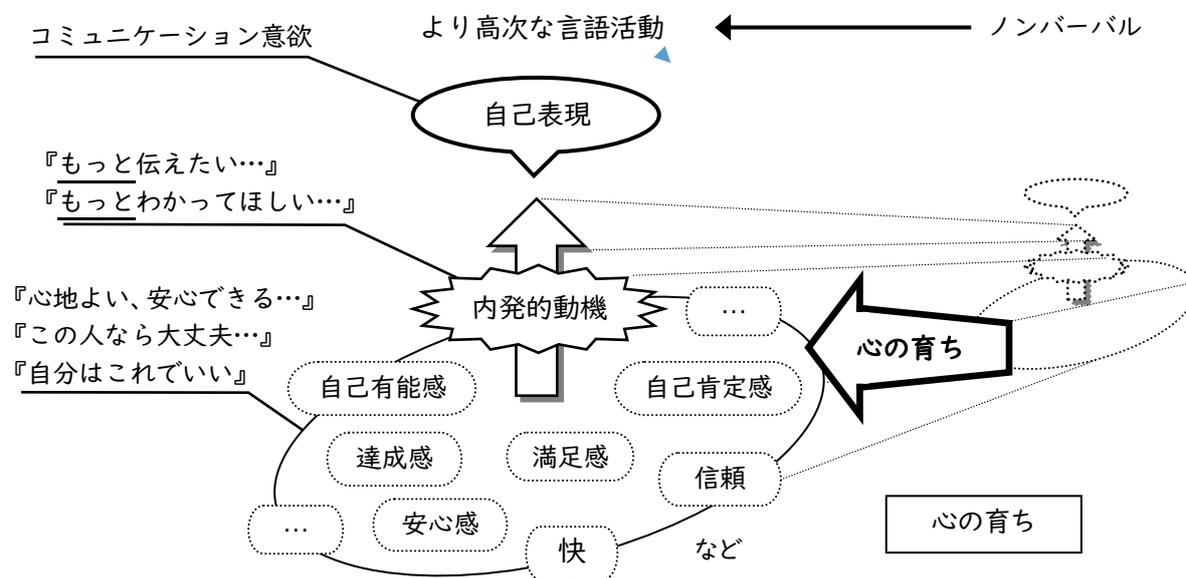 コミュニケーション意欲
より高次な言語活動
ノンバーバル
自己表現
『もっと伝えたい…』
『もっとわかってほしい…』
『心地よい、安心できる…』
『この人なら大丈夫…』
『自分はこれでいい』
内発的動機
…
心の育ち
自己有能感
自己肯定感
達成感
満足感
信頼
…
安心感
快
など
心の育ち